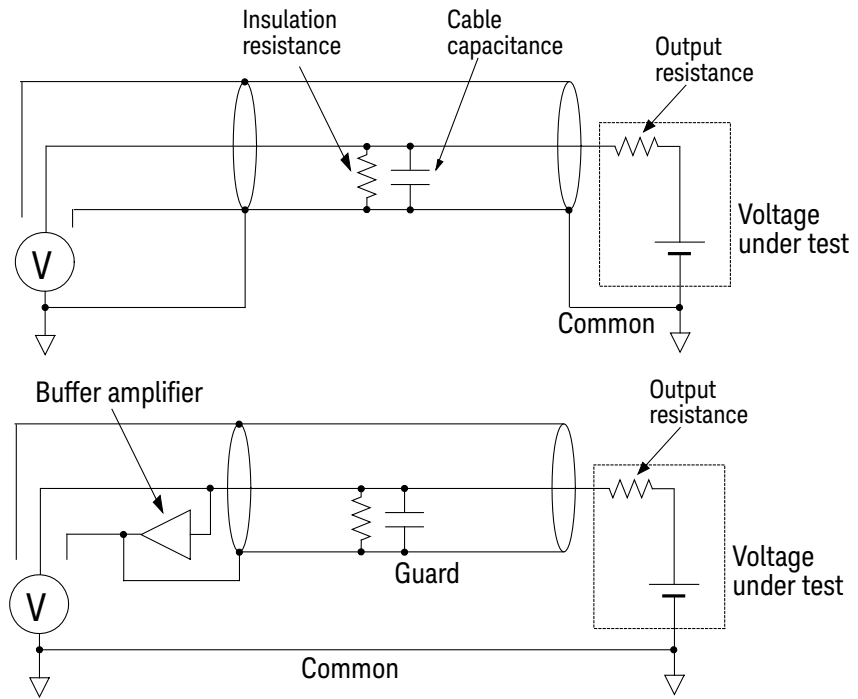 Insulation
resistance
Cable
capacitance
Output
resistance
V
Voltage
under test
Common
Buffer amplifier
Output
resistance
Guard
V
Voltage
under test
Common